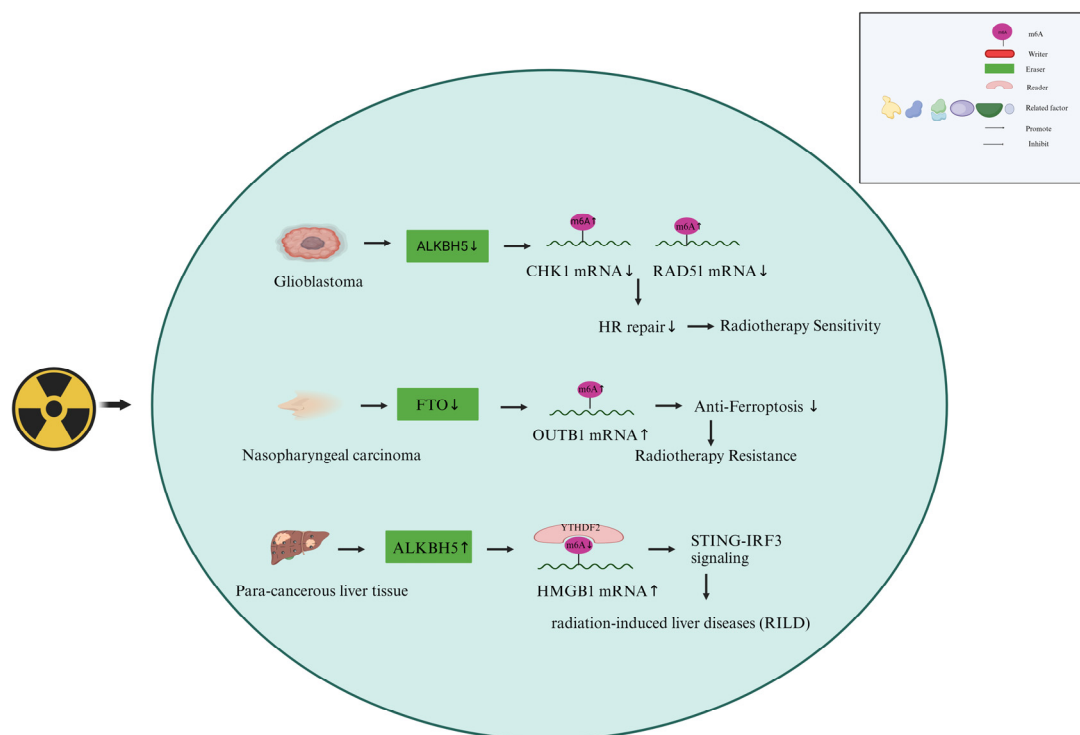 m6A
Writer
Eraser
Reader
Related factor
Promote
Inhibit
m6A↑
m6A↑
ALKBH5↓
Glioblastoma
CHK1 mRNA↓
RAD51 mRNA↓
HR repair↓
Radiotherapy Sensitivity
m6A↑
FTO↓
Anti-Ferroptosis ↓
OUTB1 mRNA↑
Nasopharyngeal carcinoma
Radiotherapy Resistance
YTHDF2
m6A↓
ALKBH5↑
STING-IRF3
signaling
Para-cancerous liver tissue
HMGB1 mRNA↑
radiation-induced liver diseases (RILD)